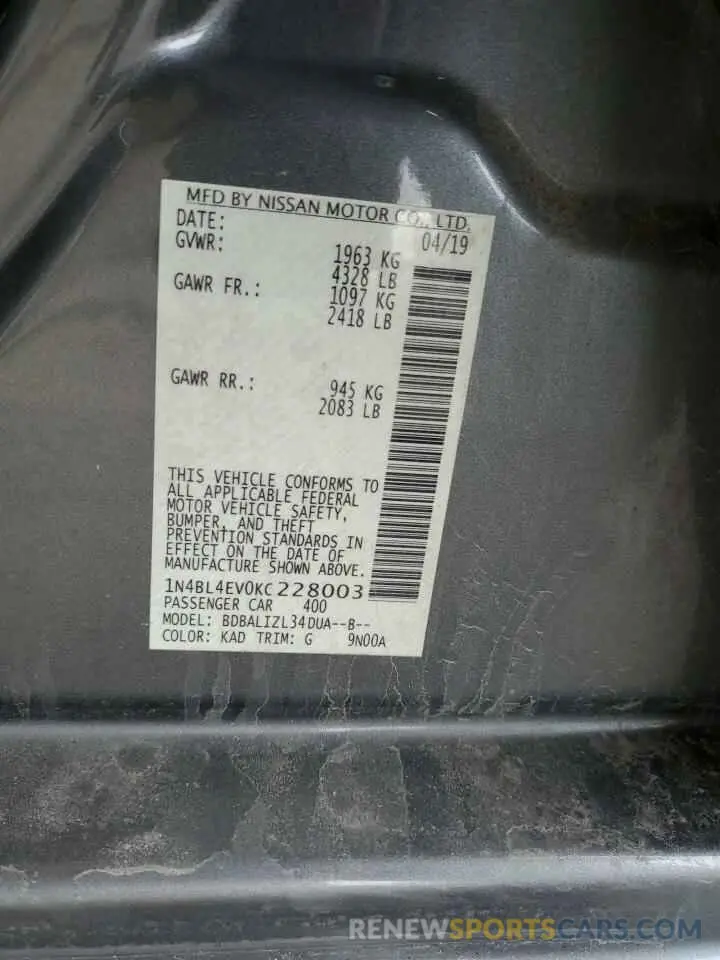 MFD BY NISSAN MOTOR CO., LTD.
DATE: 04/19
GVWR: 1963 KG
4328 LB
GAWR FR.: 1097 KG
2418 LB
GAWR RR.: 945 KG
2083 LB
THIS VEHICLE CONFORMS TO
ALL APPLICABLE FEDERAL
MOTOR VEHICLE SAFETY,
BUMPER, AND THEFT
PREVENTION STANDARDS IN
EFFECT ON THE DATE OF
MANUFACTURE SHOWN ABOVE.
1N4BL4EV0KC228003
PASSENGER CAR 400
MODEL: BDBALIZL34DUA--B--
COLOR: KAD TRIM: G 9N00A
RENEWSPORTSCARS.COM